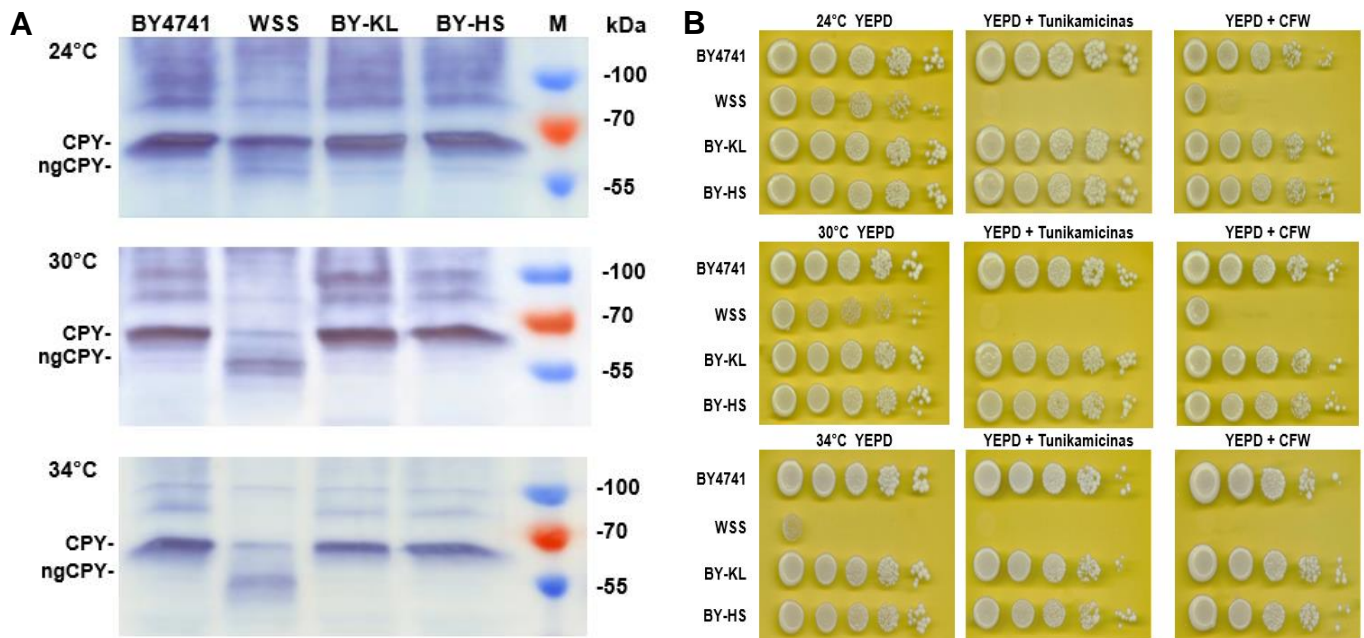 A
BY4741 WSS BY-KL BY-HS M kDa
24°C
-100
-70
CPY-
ngCPY-
-55
30°C
-100
-70
CPY-
ngCPY-
-55
34°C
-100
-70
CPY-
ngCPY-
-55
B
24°C YEPD YEPD + Tunikamicinas YEPD + CFW
BY4741
WSS
BY-KL
BY-HS
30°C YEPD YEPD + Tunikamicinas YEPD + CFW
BY4741
WSS
BY-KL
BY-HS
34°C YEPD YEPD + Tunikamicinas YEPD + CFW
BY4741
WSS
BY-KL
BY-HS